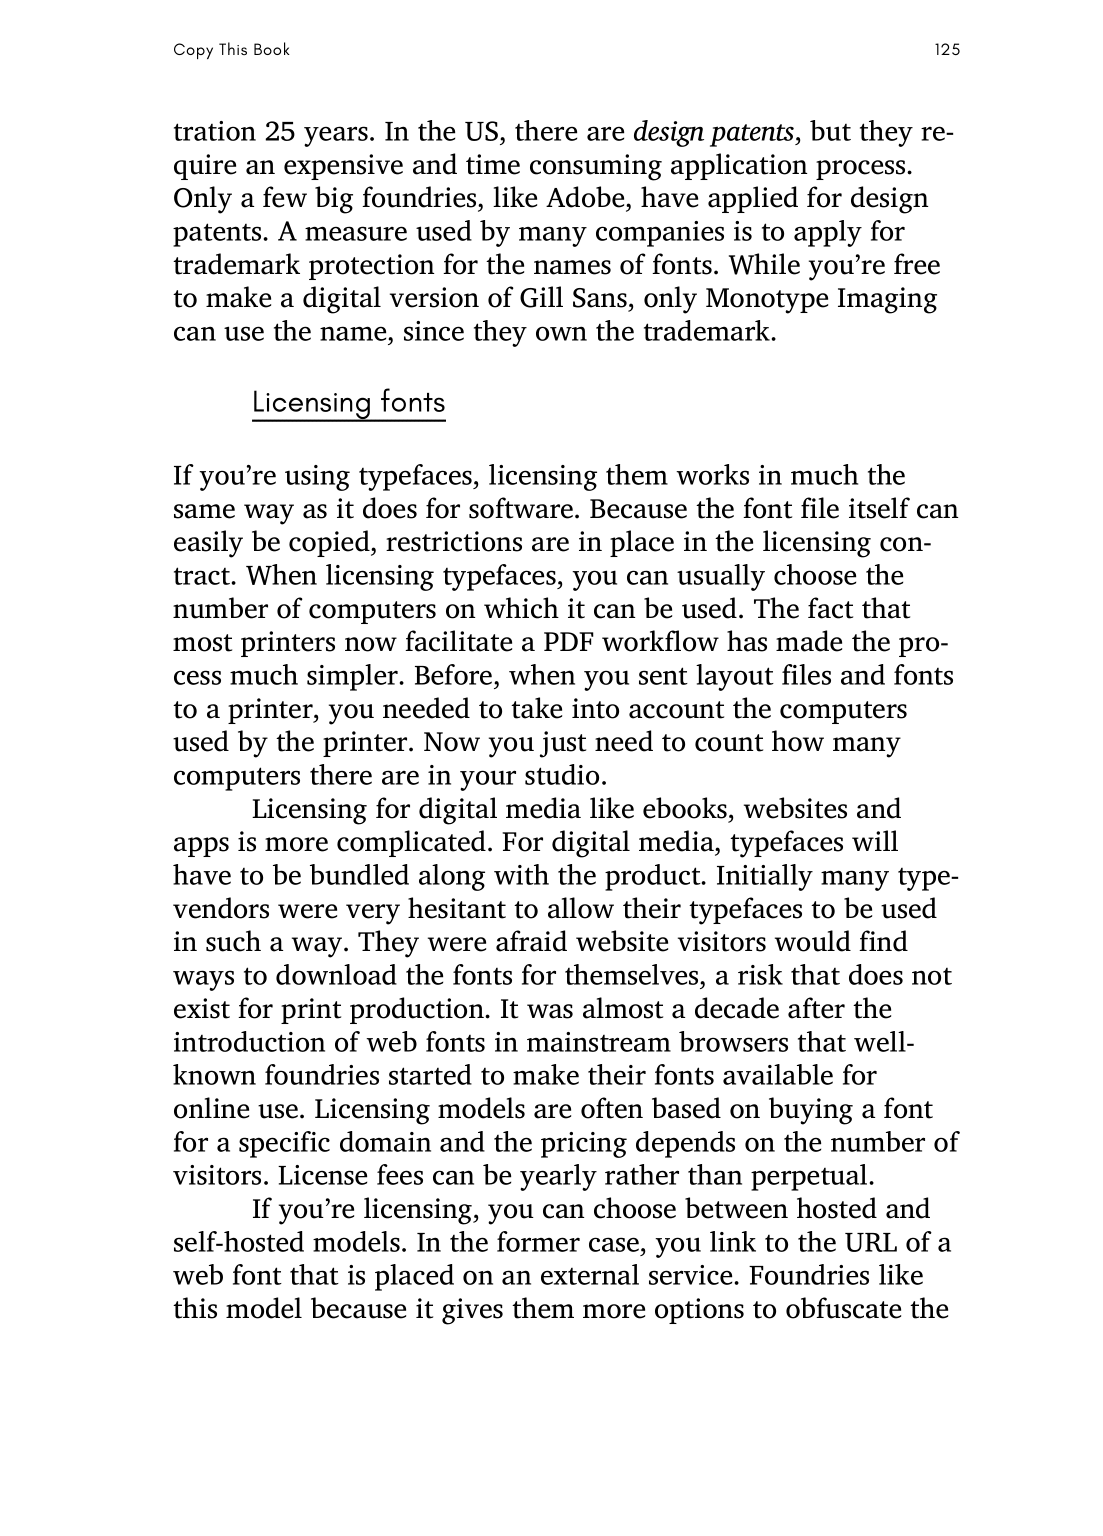 Copy This Book 125
tration 25 years. In the US, there are design patents, but they re-
quire an expensive and time consuming application process.
Only a few big foundries, like Adobe, have applied for design
patents. A measure used by many companies is to apply for
trademark protection for the names of fonts. While you’re free
to make a digital version of Gill Sans, only Monotype Imaging
can use the name, since they own the trademark.
Licensing fonts
If you’re using typefaces, licensing them works in much the
same way as it does for software. Because the font file itself can
easily be copied, restrictions are in place in the licensing con-
tract. When licensing typefaces, you can usually choose the
number of computers on which it can be used. The fact that
most printers now facilitate a PDF workflow has made the pro-
cess much simpler. Before, when you sent layout files and fonts
to a printer, you needed to take into account the computers
used by the printer. Now you just need to count how many
computers there are in your studio.
Licensing for digital media like ebooks, websites and
apps is more complicated. For digital media, typefaces will
have to be bundled along with the product. Initially many type-
vendors were very hesitant to allow their typefaces to be used
in such a way. They were afraid website visitors would find
ways to download the fonts for themselves, a risk that does not
exist for print production. It was almost a decade after the
introduction of web fonts in mainstream browsers that well-
known foundries started to make their fonts available for
online use. Licensing models are often based on buying a font
for a specific domain and the pricing depends on the number of
visitors. License fees can be yearly rather than perpetual.
If you’re licensing, you can choose between hosted and
self-hosted models. In the former case, you link to the URL of a
web font that is placed on an external service. Foundries like
this model because it gives them more options to obfuscate the